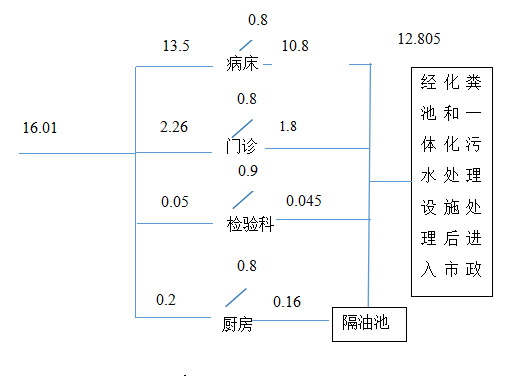 0.8
13.5
10.8
12.805
病床
0.8
16.01
2.26
1.8
门诊
0.9
0.05
0.045
检验科
0.8
0.2
0.16
厨房
隔油池
经化粪
池和一
体化污
水处理
设施处
理后进
入市政